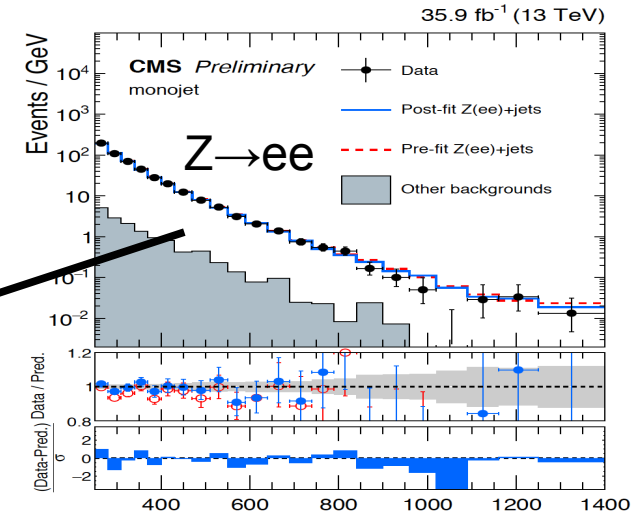 35.9 fb⁻¹ (13 TeV)
Events / GeV
10⁴
10³
10²
10
1
10⁻¹
10⁻²
CMS Preliminary
monojet
Z→ee
Data
Post-fit Z(ee)+jets
Pre-fit Z(ee)+jets
Other backgrounds
Data / Pred.
1.2
1
0.8
(Data-Pred.)
σ
2
0
−2
400 600 800 1000 1200 1400